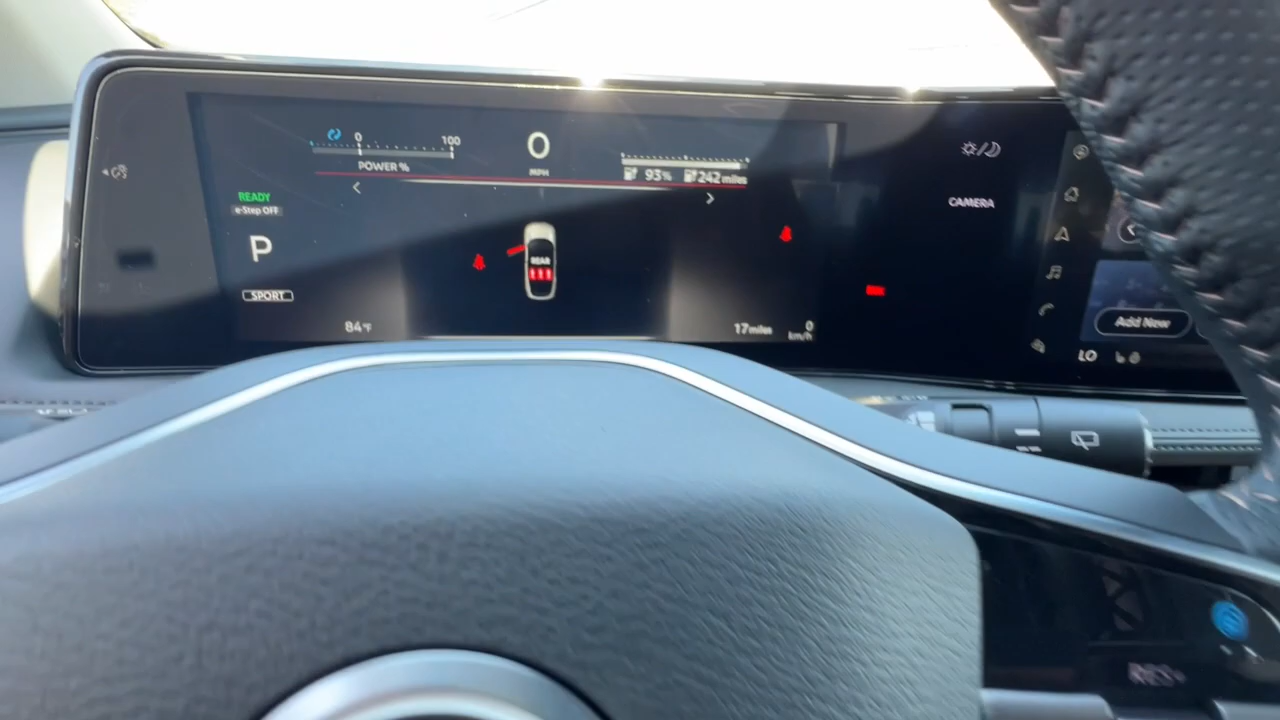 0
100
POWER %
0
MPH
93%
242 miles
READY
e-Step OFF
P
SPORT
REAR
84°F
17 miles
0
km/h
CAMERA
Add New
LO